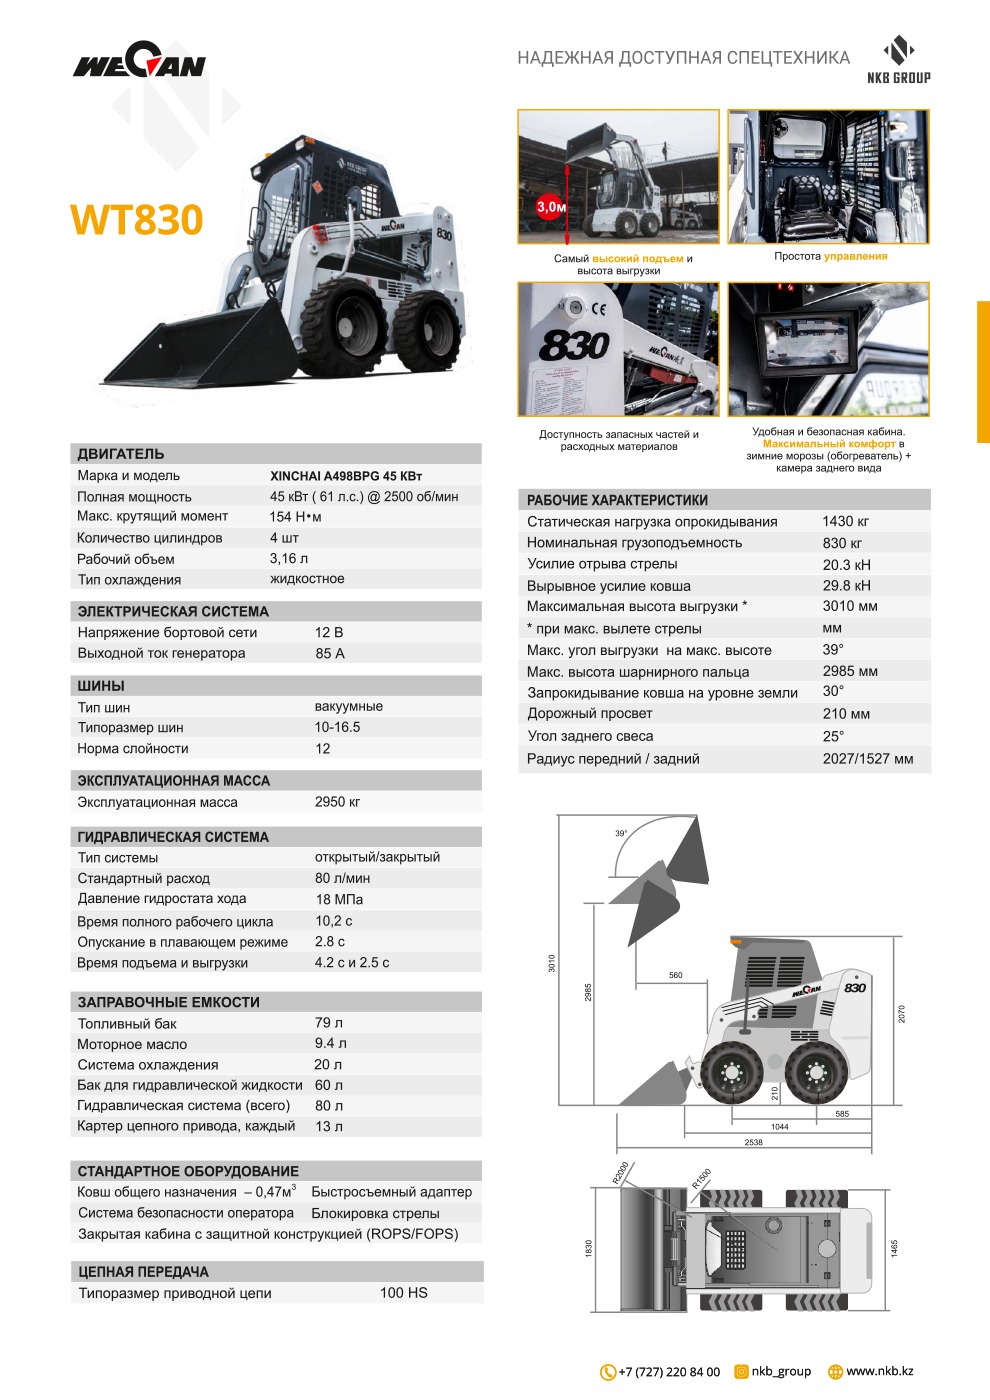 WEQAN
НАДЕЖНАЯ ДОСТУПНАЯ СПЕЦТЕХНИКА
NKB GROUP
WT830
NKB GROUP
WEQAN
830
3,0м
Самый высокий подъем и
высота выгрузки
Простота управления
CE
830
WEQAN
Доступность запасных частей и
расходных материалов
Удобная и безопасная кабина.
Максимальный комфорт в
зимние морозы (обогреватель) +
камера заднего вида
ДВИГАТЕЛЬ
Марка и модель XINCHAI A498BPG 45 КВт
Полная мощность 45 кВт ( 61 л.с.) @ 2500 об/мин
Макс. крутящий момент 154 Н•м
Количество цилиндров 4 шт
Рабочий объем 3,16 л
Тип охлаждения жидкостное
ЭЛЕКТРИЧЕСКАЯ СИСТЕМА
Напряжение бортовой сети 12 В
Выходной ток генератора 85 А
ШИНЫ
Тип шин вакуумные
Типоразмер шин 10-16.5
Норма слойности 12
ЭКСПЛУАТАЦИОННАЯ МАССА
Эксплуатационная масса 2950 кг
ГИДРАВЛИЧЕСКАЯ СИСТЕМА
Тип системы открытый/закрытый
Стандартный расход 80 л/мин
Давление гидростата хода 18 МПа
Время полного рабочего цикла 10,2 с
Опускание в плавающем режиме 2.8 с
Время подъема и выгрузки 4.2 с и 2.5 с
ЗАПРАВОЧНЫЕ ЕМКОСТИ
Топливный бак 79 л
Моторное масло 9.4 л
Система охлаждения 20 л
Бак для гидравлической жидкости 60 л
Гидравлическая система (всего) 80 л
Картер цепного привода, каждый 13 л
СТАНДАРТНОЕ ОБОРУДОВАНИЕ
Ковш общего назначения – 0,47м³ Быстросъемный адаптер
Система безопасности оператора Блокировка стрелы
Закрытая кабина с защитной конструкцией (ROPS/FOPS)
ЦЕПНАЯ ПЕРЕДАЧА
Типоразмер приводной цепи 100 HS
РАБОЧИЕ ХАРАКТЕРИСТИКИ
Статическая нагрузка опрокидывания 1430 кг
Номинальная грузоподъемность 830 кг
Усилие отрыва стрелы 20.3 кН
Вырывное усилие ковша 29.8 кН
Максимальная высота выгрузки * 3010 мм
* при макс. вылете стрелы мм
Макс. угол выгрузки на макс. высоте 39°
Макс. высота шарнирного пальца 2985 мм
Запрокидывание ковша на уровне земли 30°
Дорожный просвет 210 мм
Угол заднего свеса 25°
Радиус передний / задний 2027/1527 мм
39°
3010
2985
560
WEQAN
830
2070
210
585
1044
2538
R2000
R1500
1830
1465
+7 (727) 220 84 00 nkb_group www.nkb.kz